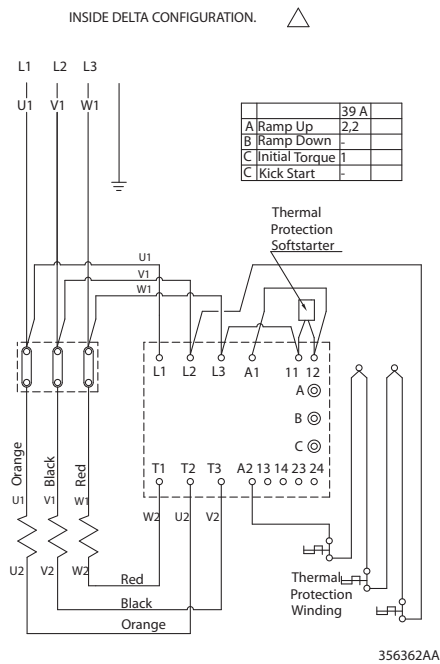 INSIDE DELTA CONFIGURATION.
L1 L2 L3
U1 V1 W1
39 A
A Ramp Up 2,2
B Ramp Down -
C Initial Torque 1
C Kick Start -
Thermal
Protection
Softstarter
U1
V1
W1
L1 L2 L3 A1 11 12
A
B
C
Orange
Black
Red
T1 T2 T3 A2 13 14 23 24
U1 V1 W1
W2 U2 V2
U2 V2 W2
Red
Black
Orange
Thermal
Protection
Winding
356362AA